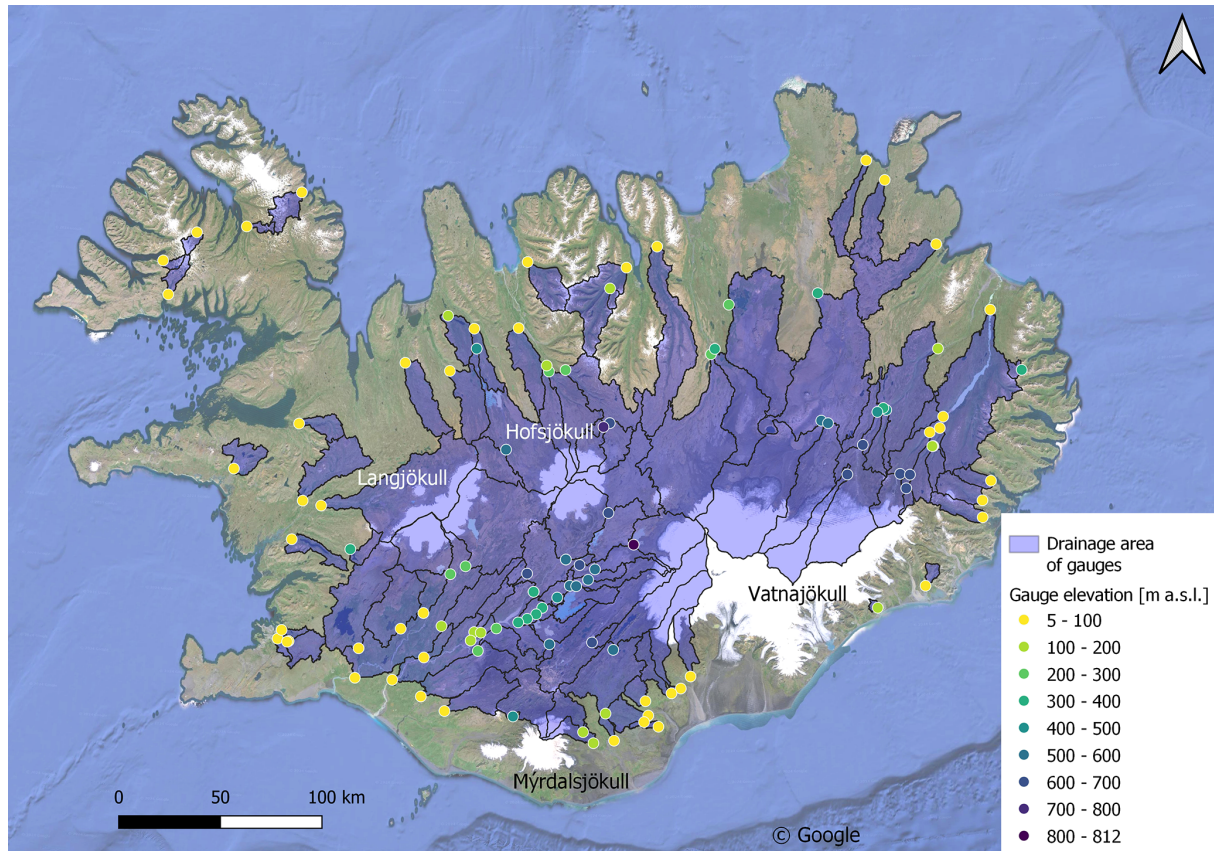 Hofsjökull
Langjökull
Vatnajökull
Mýrdalsjökull
0 50 100 km
© Google
Drainage area
of gauges
Gauge elevation [m a.s.l.]
5 - 100
100 - 200
200 - 300
300 - 400
400 - 500
500 - 600
600 - 700
700 - 800
800 - 812